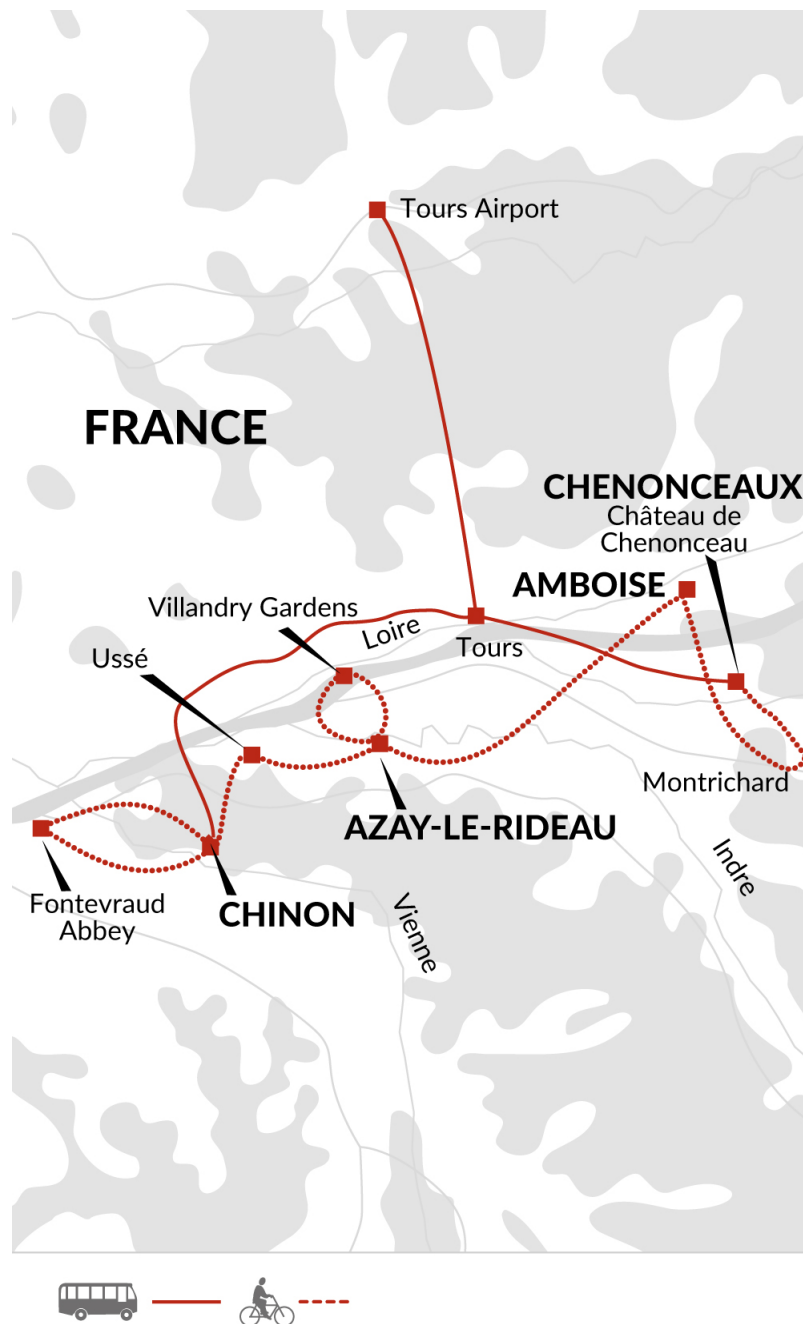 Tours Airport
FRANCE
CHENONCEAUX
Château de
Chenonceau
AMBOISE
Villandry Gardens
Loire
Tours
Ussé
Montrichard
AZAY-LE-RIDEAU
Indre
Fontevraud
Abbey
CHINON
Vienne